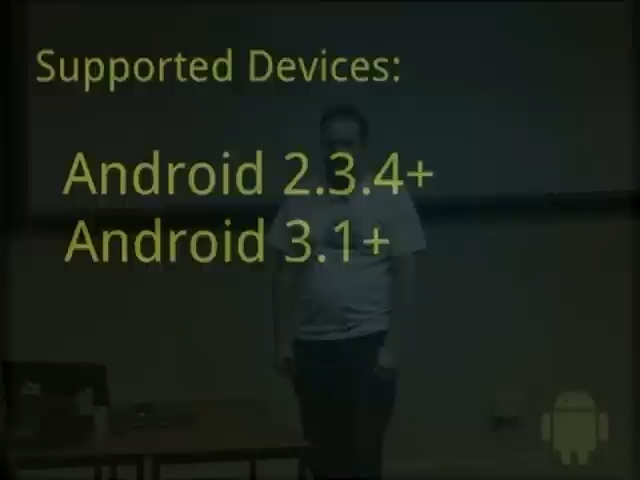 Supported Devices:
Android 2.3.4+
Android 3.1+